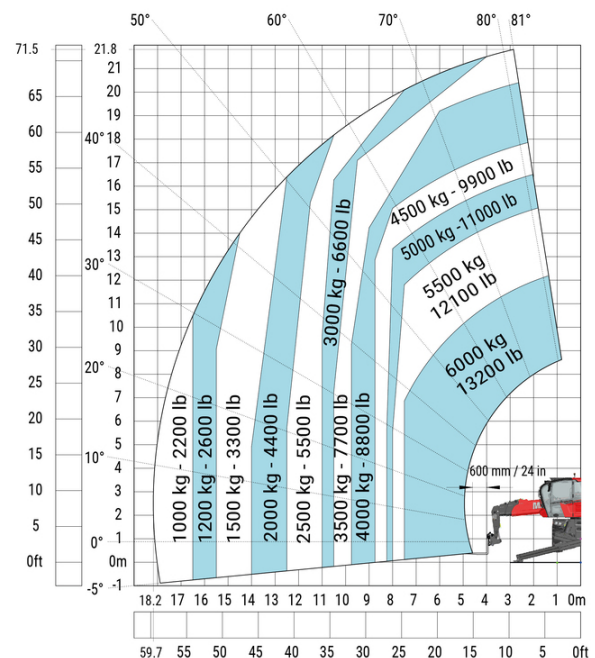 50° 60° 70° 80° 81°
71.5 21.8
21
65 20
19
60 40° 18
55 17
16
50 15
14
45 30° 13
40 12
11
35 10
30 9
20° 8
25 7
20 6
5
15 10° 4
10 3
2
5 0° 1
0ft 0m
-5° -1
1000 kg - 2200 lb
1200 kg - 2600 lb
1500 kg - 3300 lb
2000 kg - 4400 lb
2500 kg - 5500 lb
3000 kg - 6600 lb
3500 kg - 7700 lb
4000 kg - 8800 lb
4500 kg - 9900 lb
5000 kg -11000 lb
5500 kg
12100 lb
6000 kg
13200 lb
600 mm / 24 in
18.2 17 16 15 14 13 12 11 10 9 8 7 6 5 4 3 2 1 0m
59.7 55 50 45 40 35 30 25 20 15 10 5 0ft